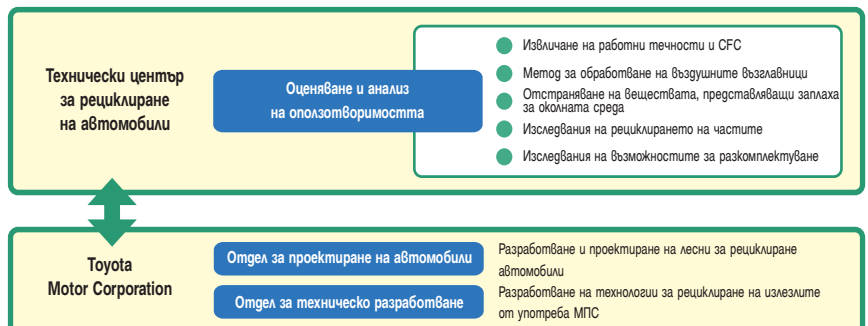 Технически център
за рециклиране
на автомобили
Оценяване и анализ
на оползотворимостта
Извличане на работни течности и CFC
Метод за обработване на въздушните възглавници
Отстраняване на веществата, представляващи заплаха
за околната среда
Изследвания на рециклирането на частите
Изследвания на възможностите за разкомплектуване
Toyota
Motor Corporation
Отдел за проектиране на автомобили
Разработване и проектиране на лесни за рециклиране
автомобили
Отдел за техническо разработване
Разработване на технологии за рециклиране на излезлите
от употреба МПС